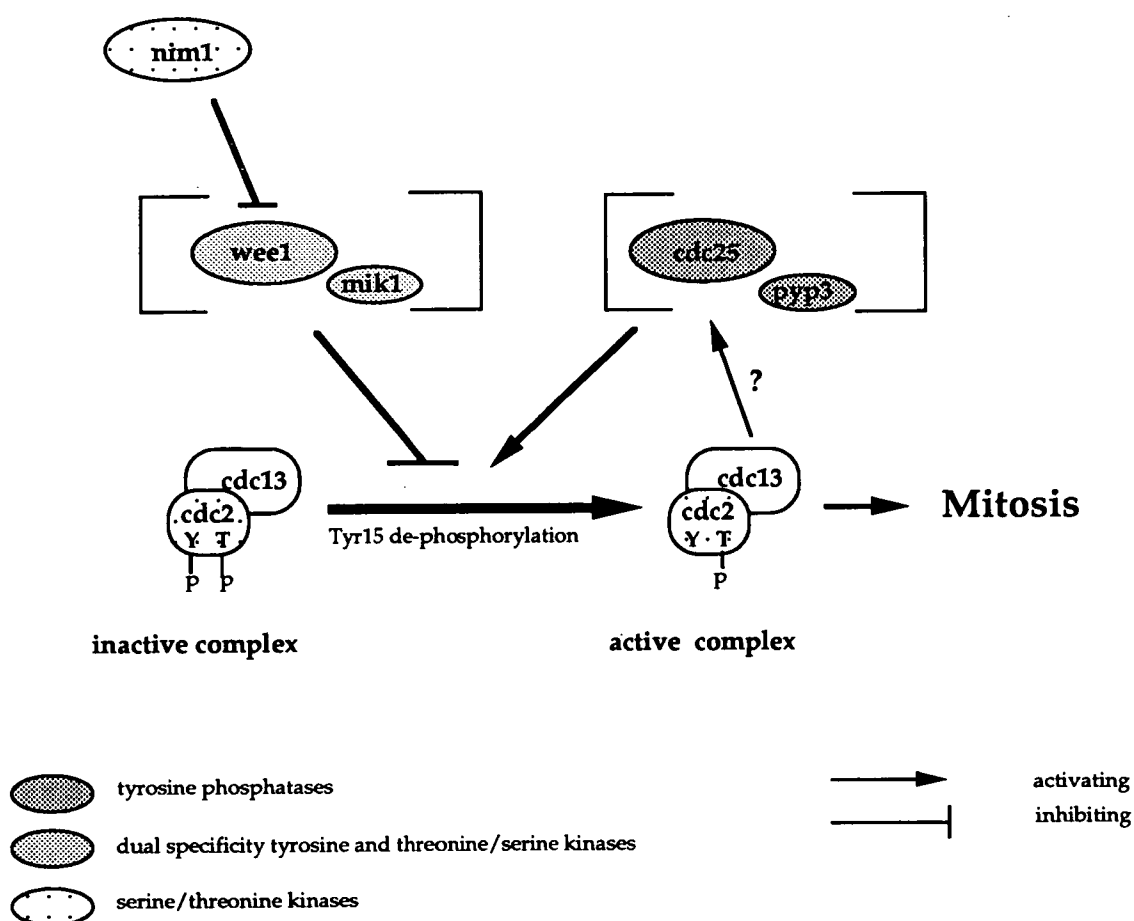 nim1
wee1
mik1
cdc25
pyp3
?
cdc13
cdc2
Y T
P P
Tyr15 de-phosphorylation
cdc13
cdc2
Y T
P
Mitosis
inactive complex
active complex
tyrosine phosphatases
dual specificity tyrosine and threonine/serine kinases
serine/threonine kinases
activating
inhibiting